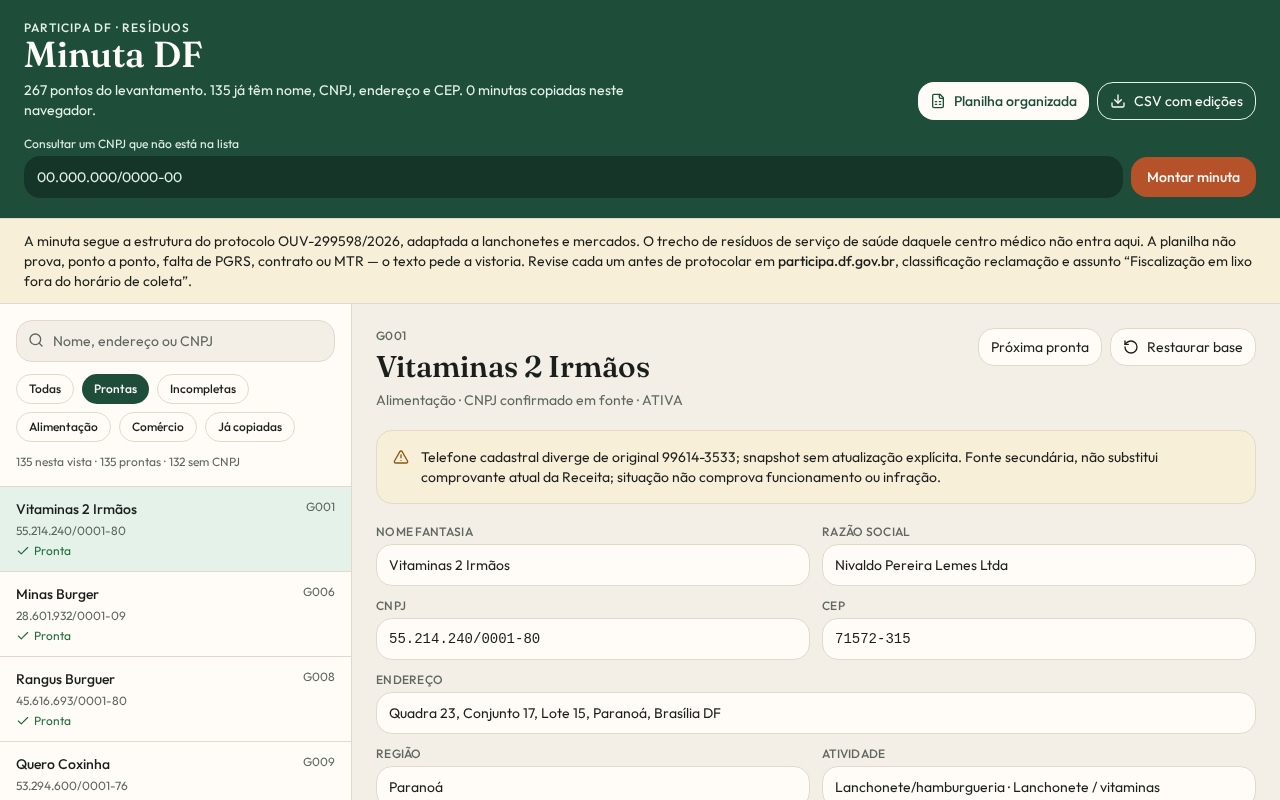 PARTICIPA DF · RESÍDUOS
Minuta DF
267 pontos do levantamento. 135 já têm nome, CNPJ, endereço e CEP. 0 minutas copiadas neste
navegador.
Planilha organizada
CSV com edições
Consultar um CNPJ que não está na lista
00.000.000/0000-00
Montar minuta
A minuta segue a estrutura do protocolo OUV-299598/2026, adaptada a lanchonetes e mercados. O trecho de resíduos de serviço de saúde daquele centro médico não entra aqui. A planilha não
prova, ponto a ponto, falta de PGRS, contrato ou MTR — o texto pede a vistoria. Revise cada um antes de protocolar em participa.df.gov.br, classificação reclamação e assunto “Fiscalização em lixo
fora do horário de coleta”.
Nome, endereço ou CNPJ
Todas
Prontas
Incompletas
Alimentação
Comércio
Já copiadas
135 nesta vista · 135 prontas · 132 sem CNPJ
Vitaminas 2 Irmãos
G001
55.214.240/0001-80
Pronta
Minas Burger
G006
28.601.932/0001-09
Pronta
Rangus Burguer
G008
45.616.693/0001-80
Pronta
Quero Coxinha
G009
53.294.600/0001-76
G001
Vitaminas 2 Irmãos
Alimentação · CNPJ confirmado em fonte · ATIVA
Próxima pronta
Restaurar base
Telefone cadastral diverge de original 99614-3533; snapshot sem atualização explícita. Fonte secundária, não substitui
comprovante atual da Receita; situação não comprova funcionamento ou infração.
NOME FANTASIA
Vitaminas 2 Irmãos
RAZÃO SOCIAL
Nivaldo Pereira Lemes Ltda
CNPJ
55.214.240/0001-80
CEP
71572-315
ENDEREÇO
Quadra 23, Conjunto 17, Lote 15, Paranoá, Brasília DF
REGIÃO
Paranoá
ATIVIDADE
Lanchonete/hamburgueria · Lanchonete / vitaminas